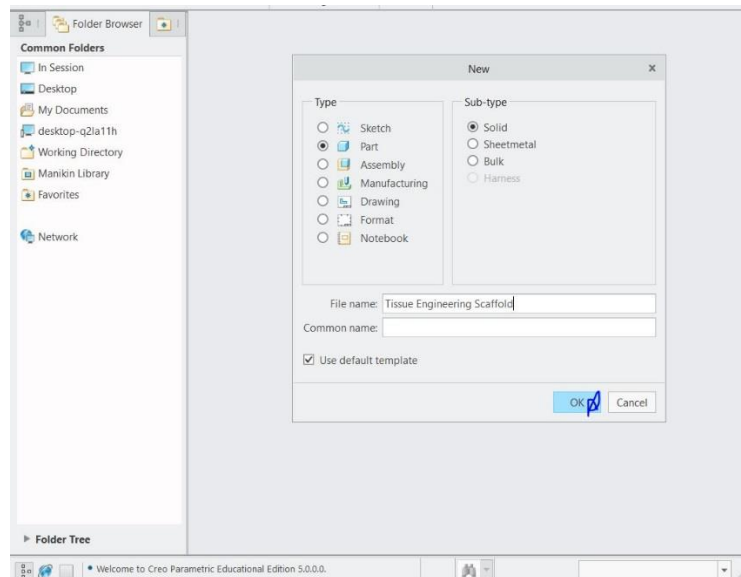 Folder Browser
Common Folders
In Session
Desktop
My Documents
desktop-q2la11h
Working Directory
Manikin Library
Favorites
Network
Folder Tree
New
Type
Sketch
Part
Assembly
Manufacturing
Drawing
Format
Notebook
Sub-type
Solid
Sheetmetal
Bulk
Harness
File name: Tissue Engineering Scaffold
Common name:
Use default template
OK Cancel
• Welcome to Creo Parametric Educational Edition 5.0.0.0.